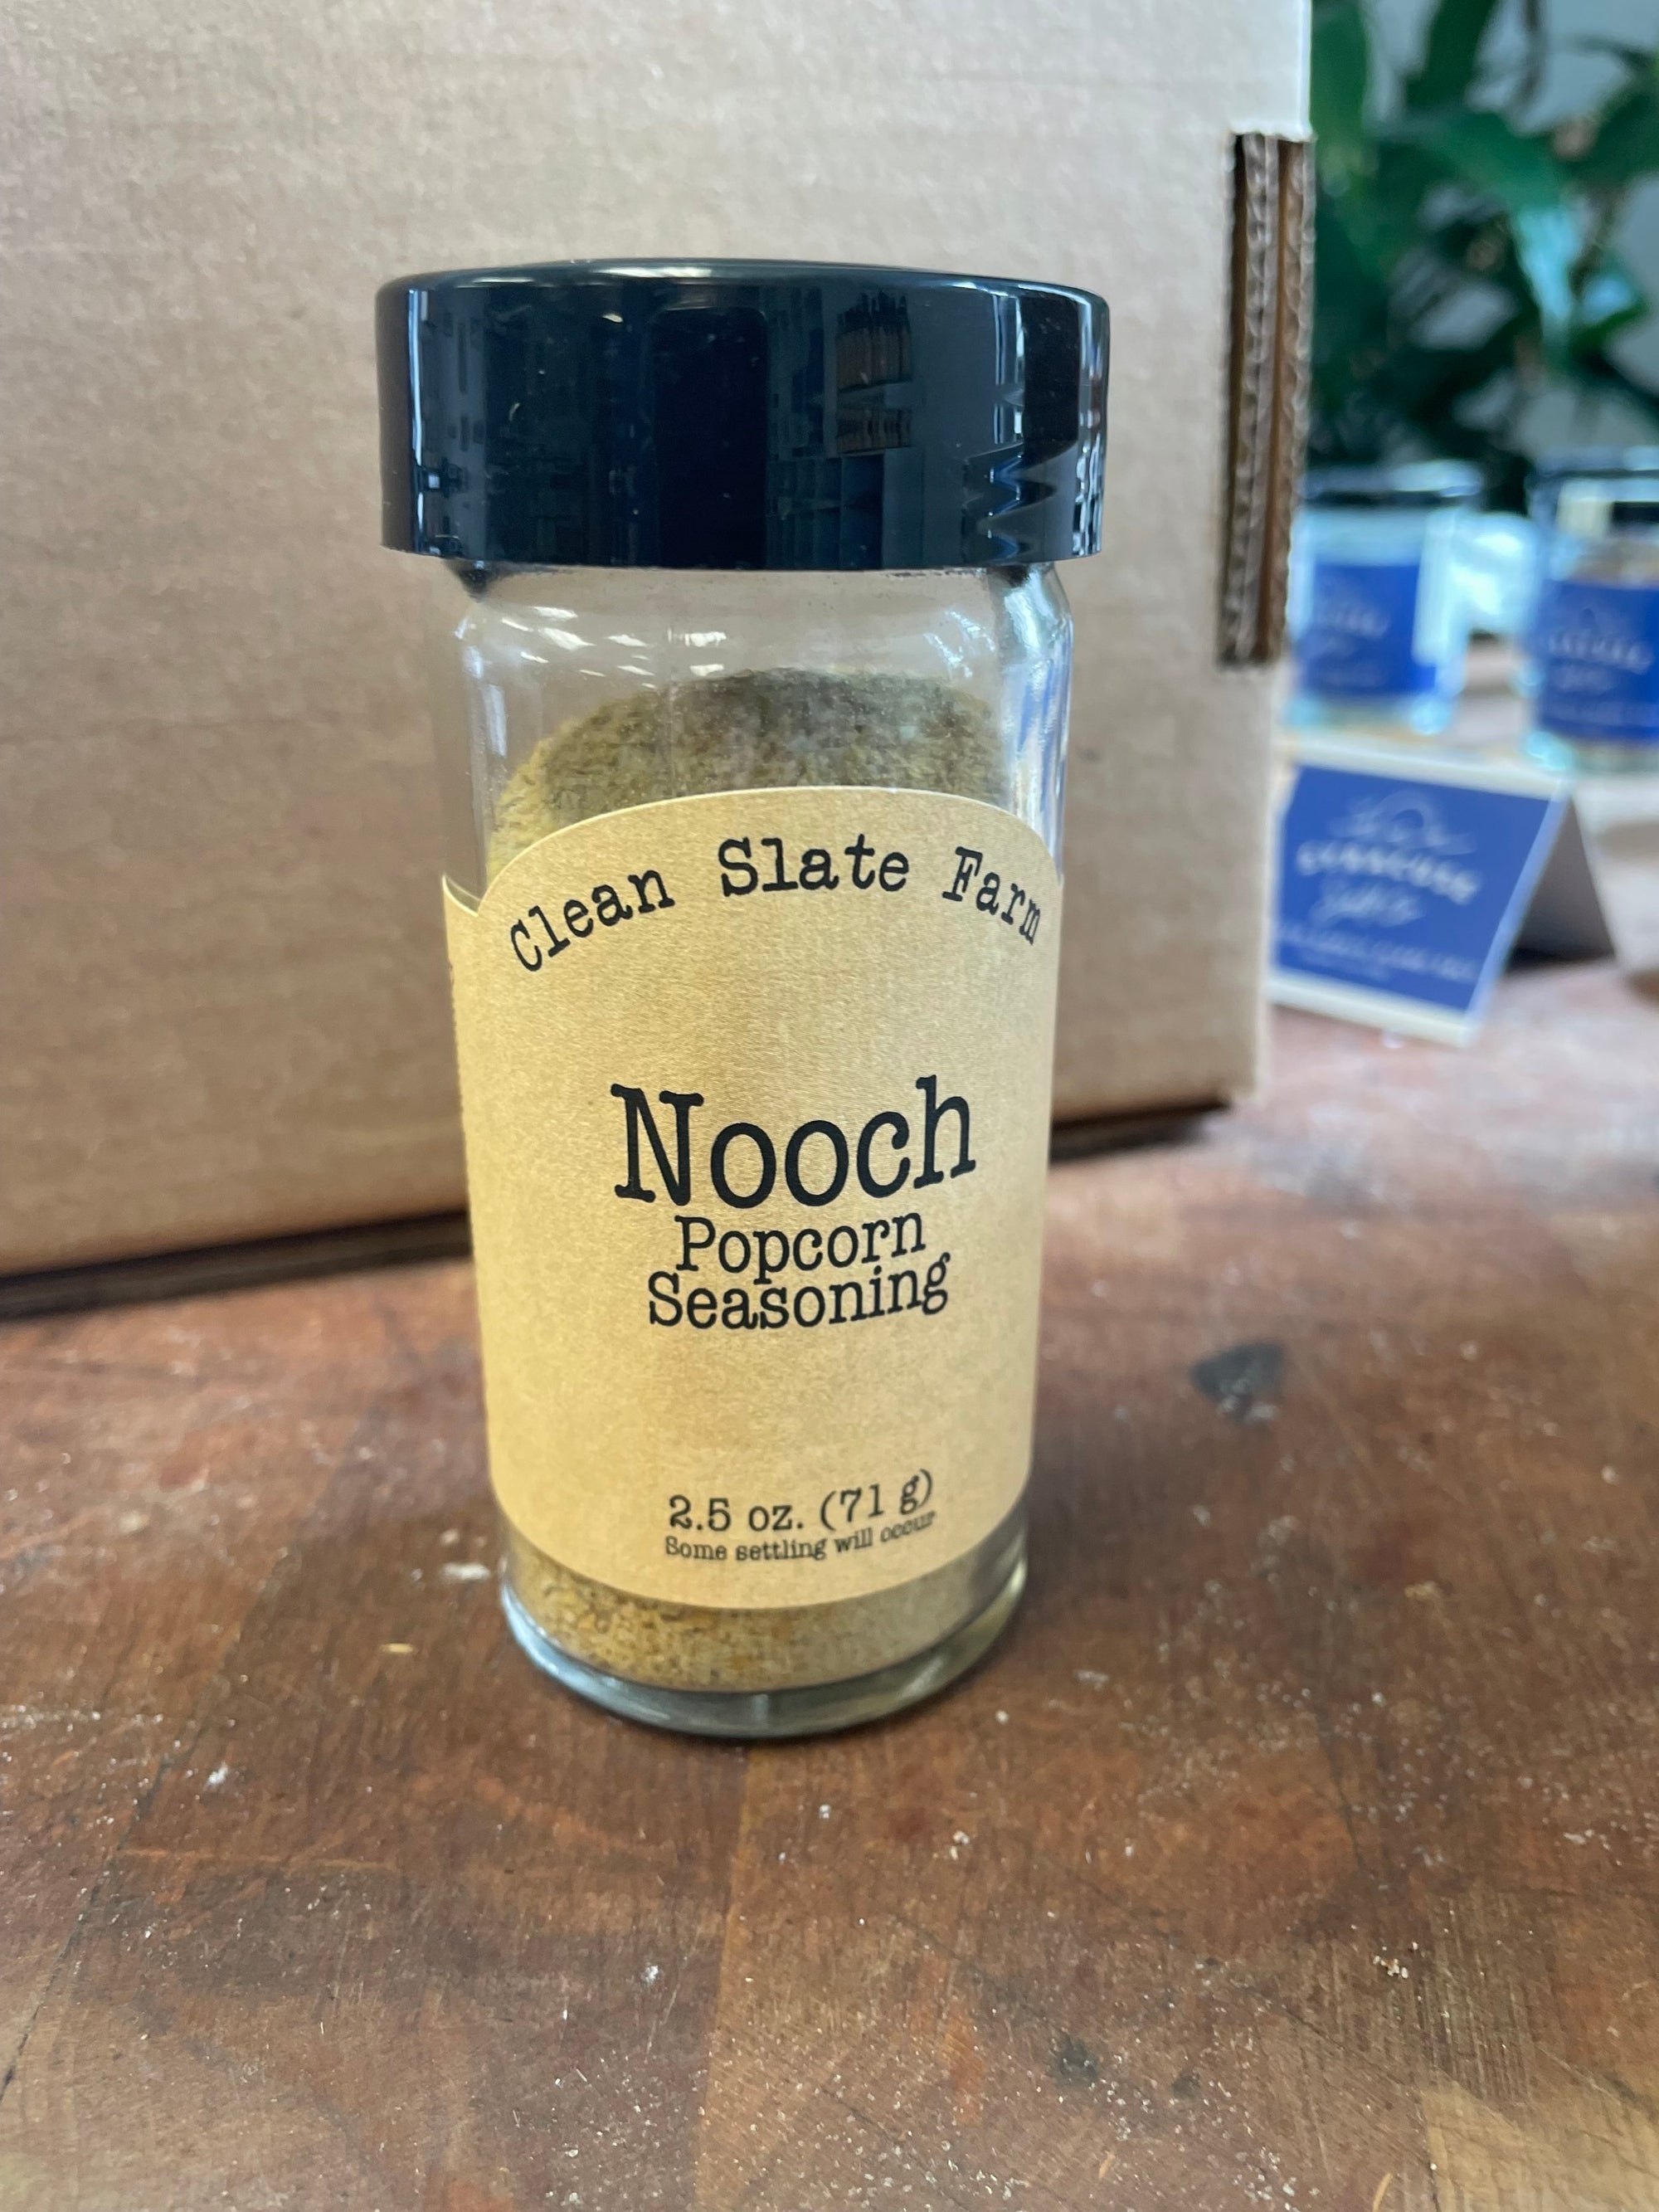 Clean Slate Farm
Nooch
Popcorn
Seasoning
2.5 oz. (71 g)
Some settling will occur